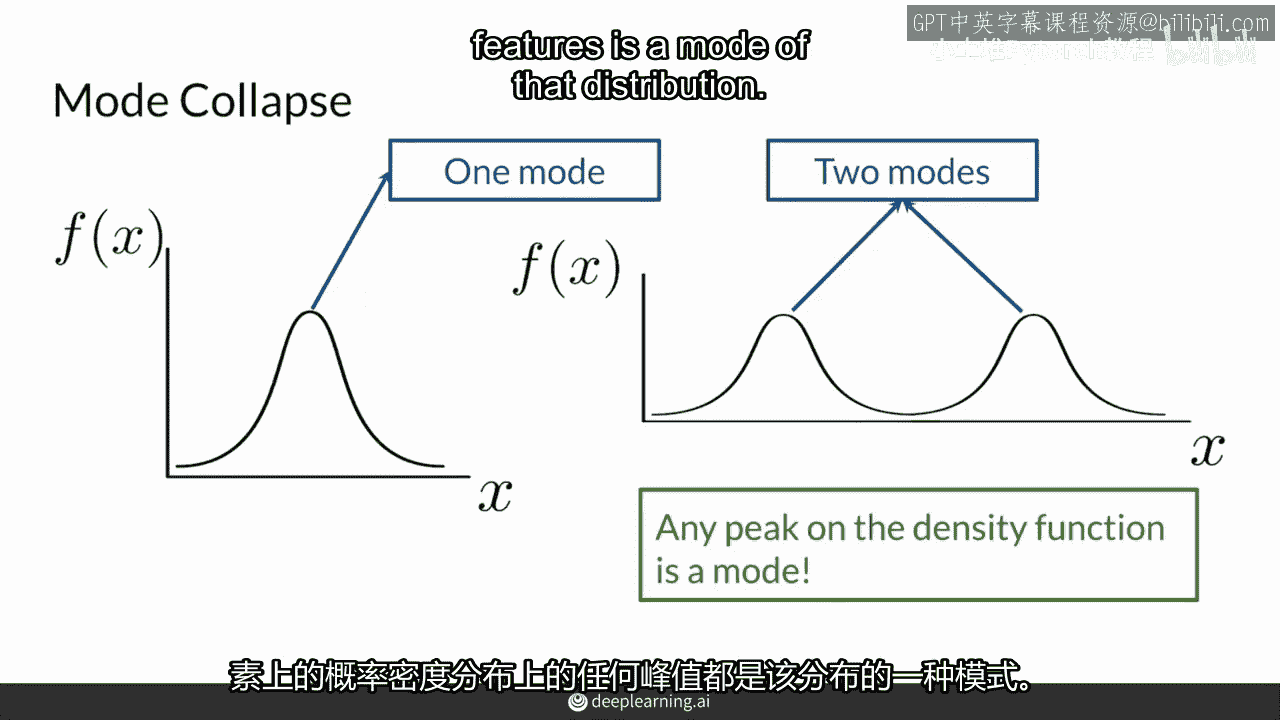 GPT中英字幕课程资源@bilibili.com
features is a mode of
that distribution.
Mode Collapse
One mode
Two modes
f(x)
f(x)
x
x
Any peak on the density function
is a mode!
素上的概率密度分布上的任何峰值都是该分布的一种模式。
deeplearning.ai